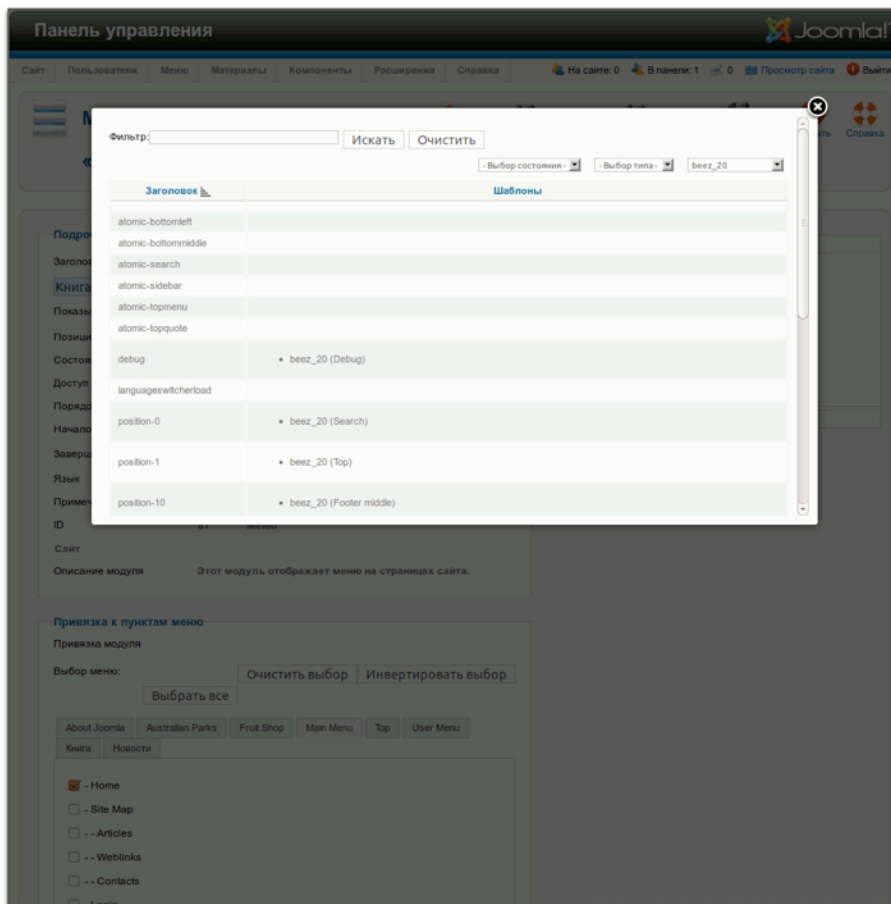 Панель управления
Joomla!
Сайт Пользователи Меню Материалы Компоненты Расширения Справка На сайте: 0 В панели: 1 0 Просмотр сайта Выйти
Справка
Фильтр: Искать Очистить
- Выбор состояния - - Выбор типа - beez_20
Заголовок Шаблоны
atomic-bottomleft
atomic-bottommiddle
atomic-search
atomic-sidebar
atomic-topmenu
atomic-topquote
debug • beez_20 (Debug)
languageswitcherload
position-0 • beez_20 (Search)
position-1 • beez_20 (Top)
position-10 • beez_20 (Footer middle)
Книга
Доступ
Язык
ID
Сайт
Описание модуля Этот модуль отображает меню на страницах сайта.
Привязка к пунктам меню
Привязка модуля
Выбор меню: Очистить выбор Инвертировать выбор
Выбрать все
About Joomla Australian Parks Fruit Shop Main Menu Top User Menu
Книга Новости
- Home
- Site Map
- - Articles
- - Weblinks
- - Contacts